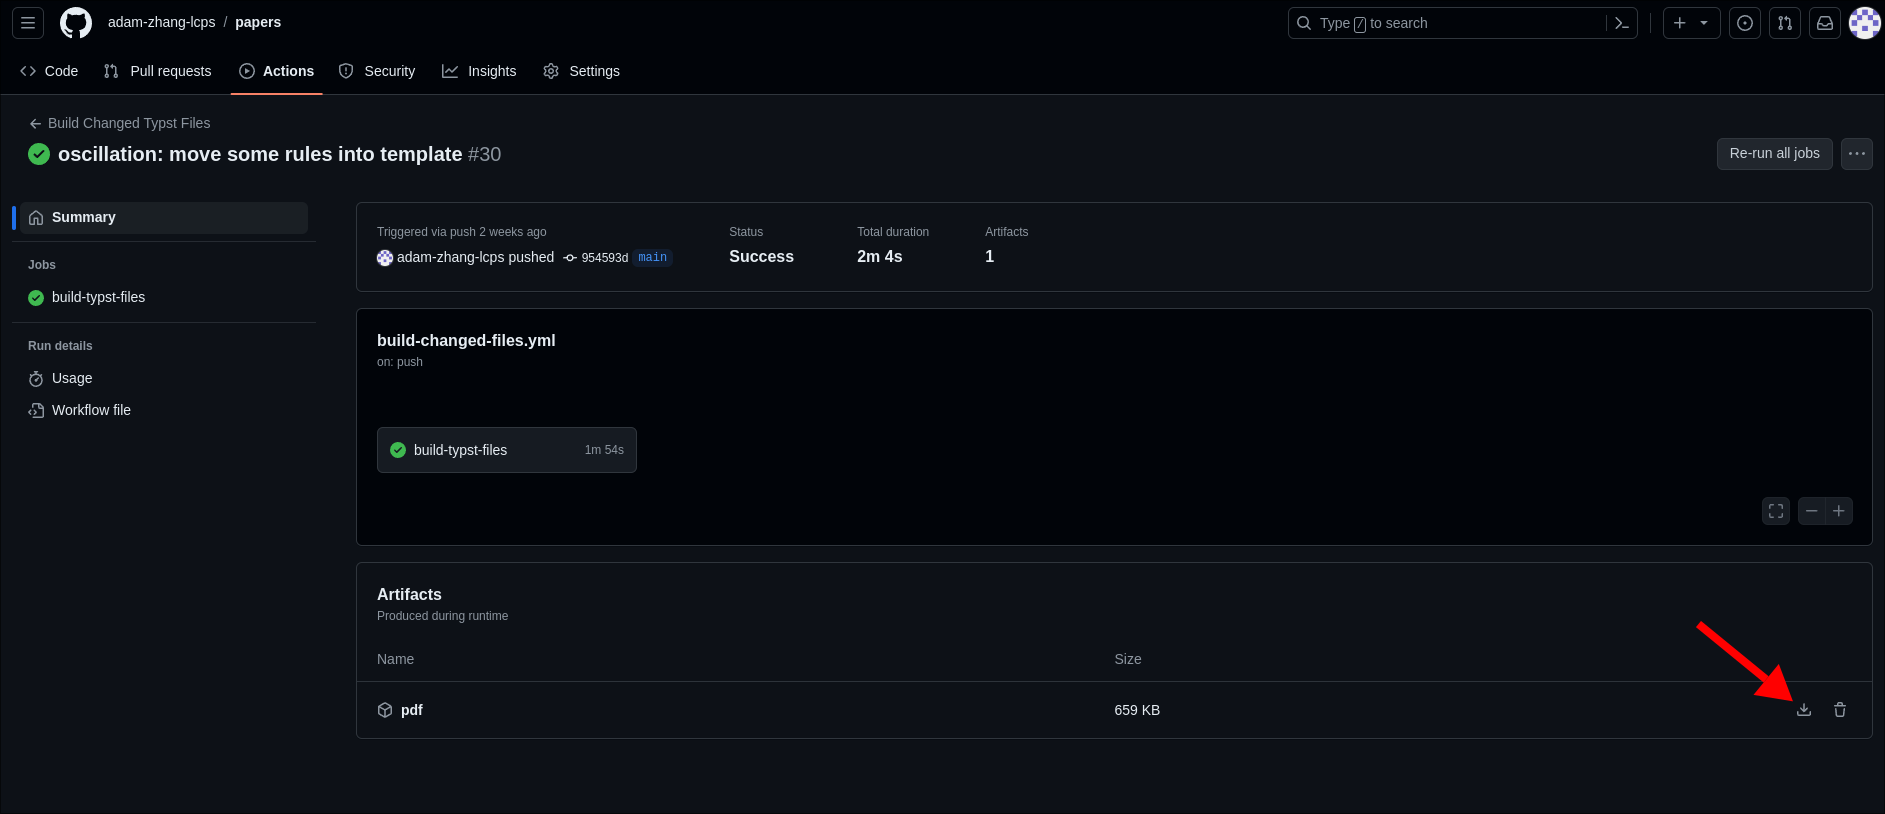 adam-zhang-lcps / papers
Type / to search
Code Pull requests Actions Security Insights Settings
Build Changed Typst Files
oscillation: move some rules into template #30
Re-run all jobs
Summary
Jobs
build-typst-files
Run details
Usage
Workflow file
Triggered via push 2 weeks ago
adam-zhang-lcps pushed 954593d main
Status
Success
Total duration
2m 4s
Artifacts
1
build-changed-files.yml
on: push
build-typst-files 1m 54s
Artifacts
Produced during runtime
Name Size
pdf 659 KB